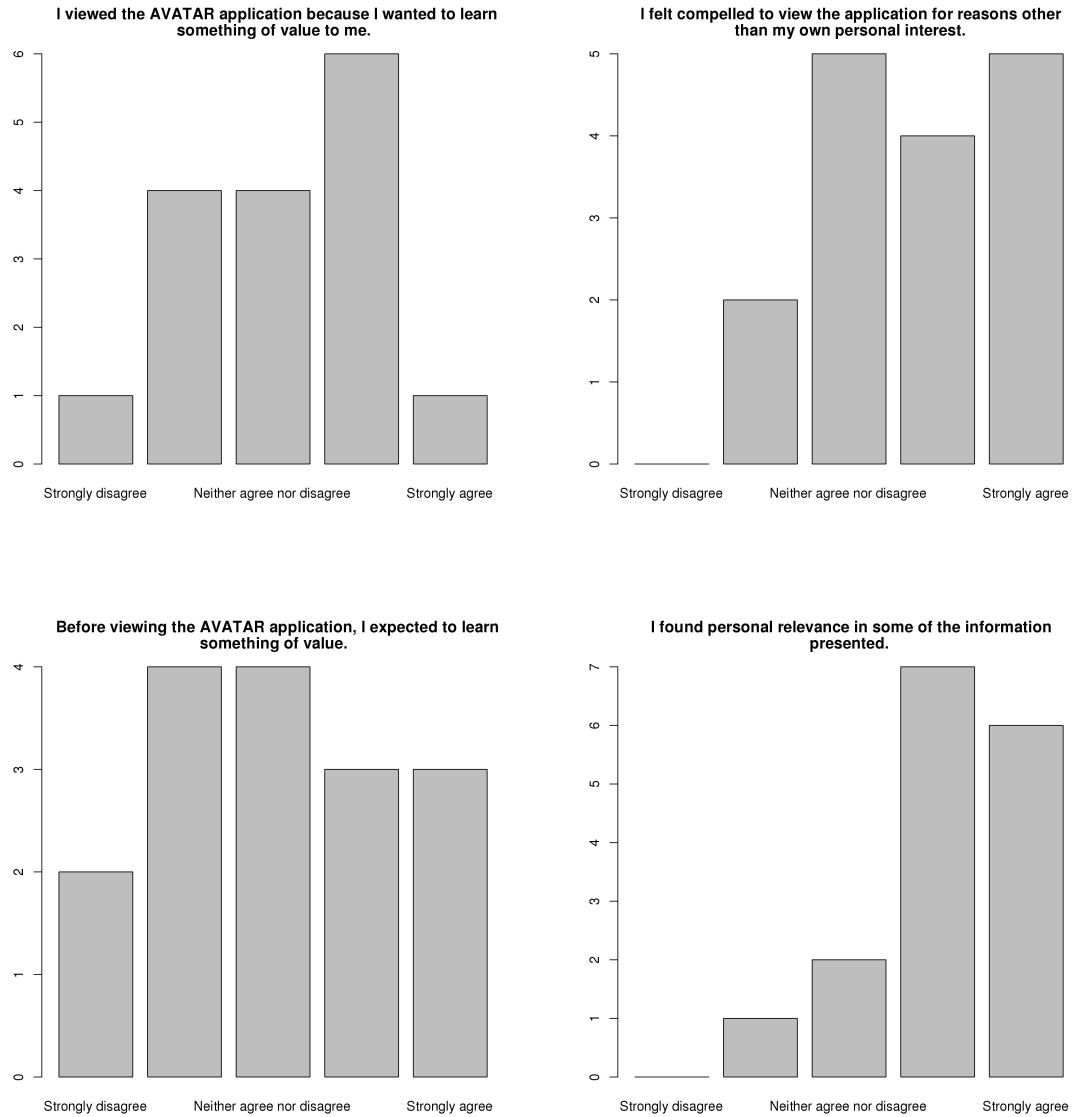 I viewed the AVATAR application because I wanted to learn
something of value to me.
6
5
4
3
2
1
0
Strongly disagree Neither agree nor disagree Strongly agree
I felt compelled to view the application for reasons other
than my own personal interest.
5
4
3
2
1
0
Strongly disagree Neither agree nor disagree Strongly agree
Before viewing the AVATAR application, I expected to learn
something of value.
4
3
2
1
0
Strongly disagree Neither agree nor disagree Strongly agree
I found personal relevance in some of the information
presented.
7
6
5
4
3
2
1
0
Strongly disagree Neither agree nor disagree Strongly agree